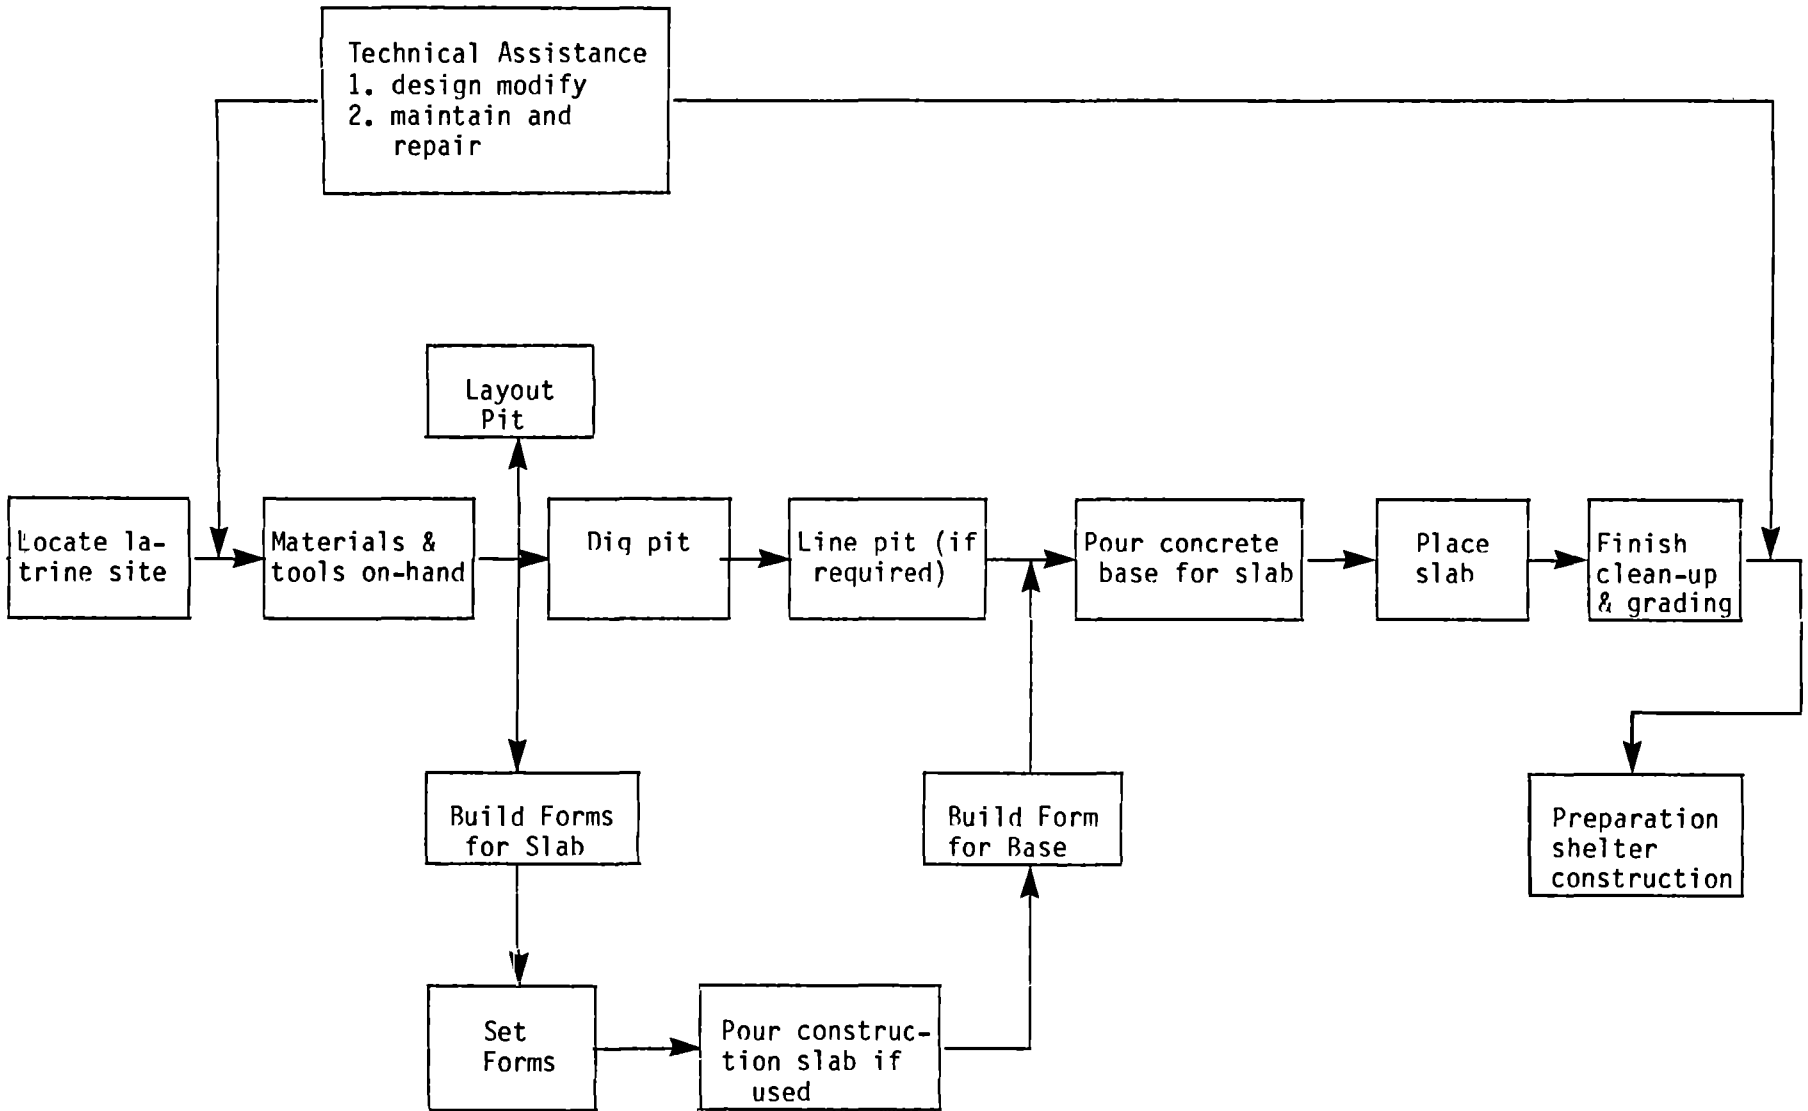 Technical Assistance
1. design modify
2. maintain and
repair
Layout
Pit
Locate la-
trine site
Materials &
tools on-hand
Dig pit
Line pit (if
required)
Pour concrete
base for slab
Place
slab
Finish
clean-up
& grading
Build Forms
for Slab
Build Form
for Base
Preparation
shelter
construction
Set
Forms
Pour construc-
tion slab if
used